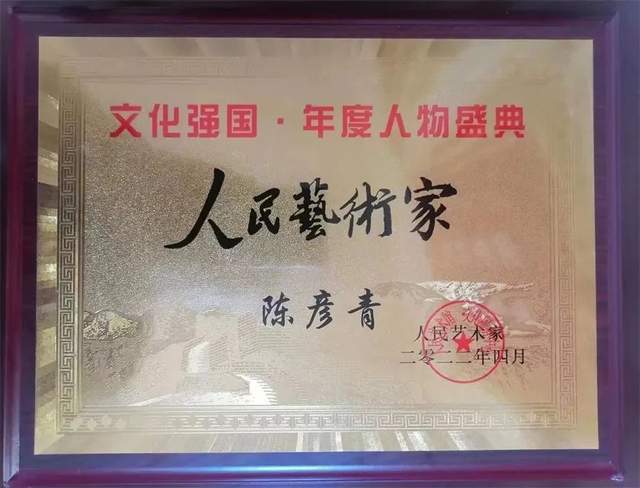 文化强国·年度人物盛典
人民藝術家
陈彦青
人民艺术家
二零二二年四月